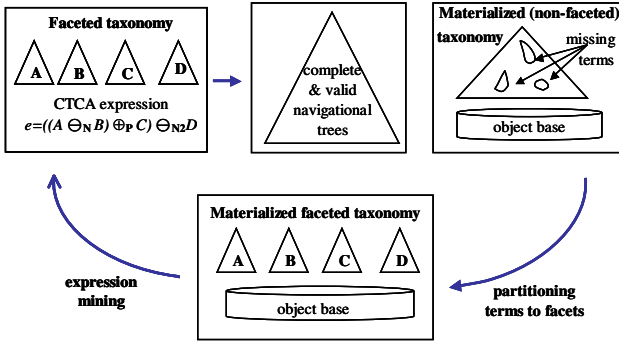 Faceted taxonomy
A B C D
CTCA expression
e=((A ⊖N B) ⊕P C) ⊖N2 D
complete
& valid
navigational
trees
Materialized (non-faceted)
taxonomy
missing
terms
object base
Materialized faceted taxonomy
A B C D
object base
expression
mining
partitioning
terms to facets